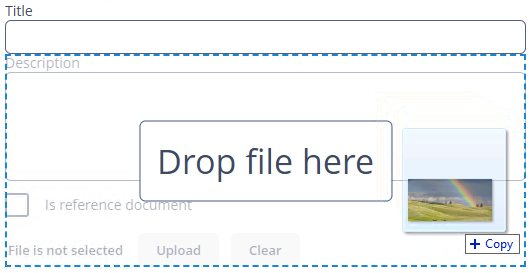 Title
Description
Drop file here
Is reference document
Copy
File is not selected
Upload
Clear